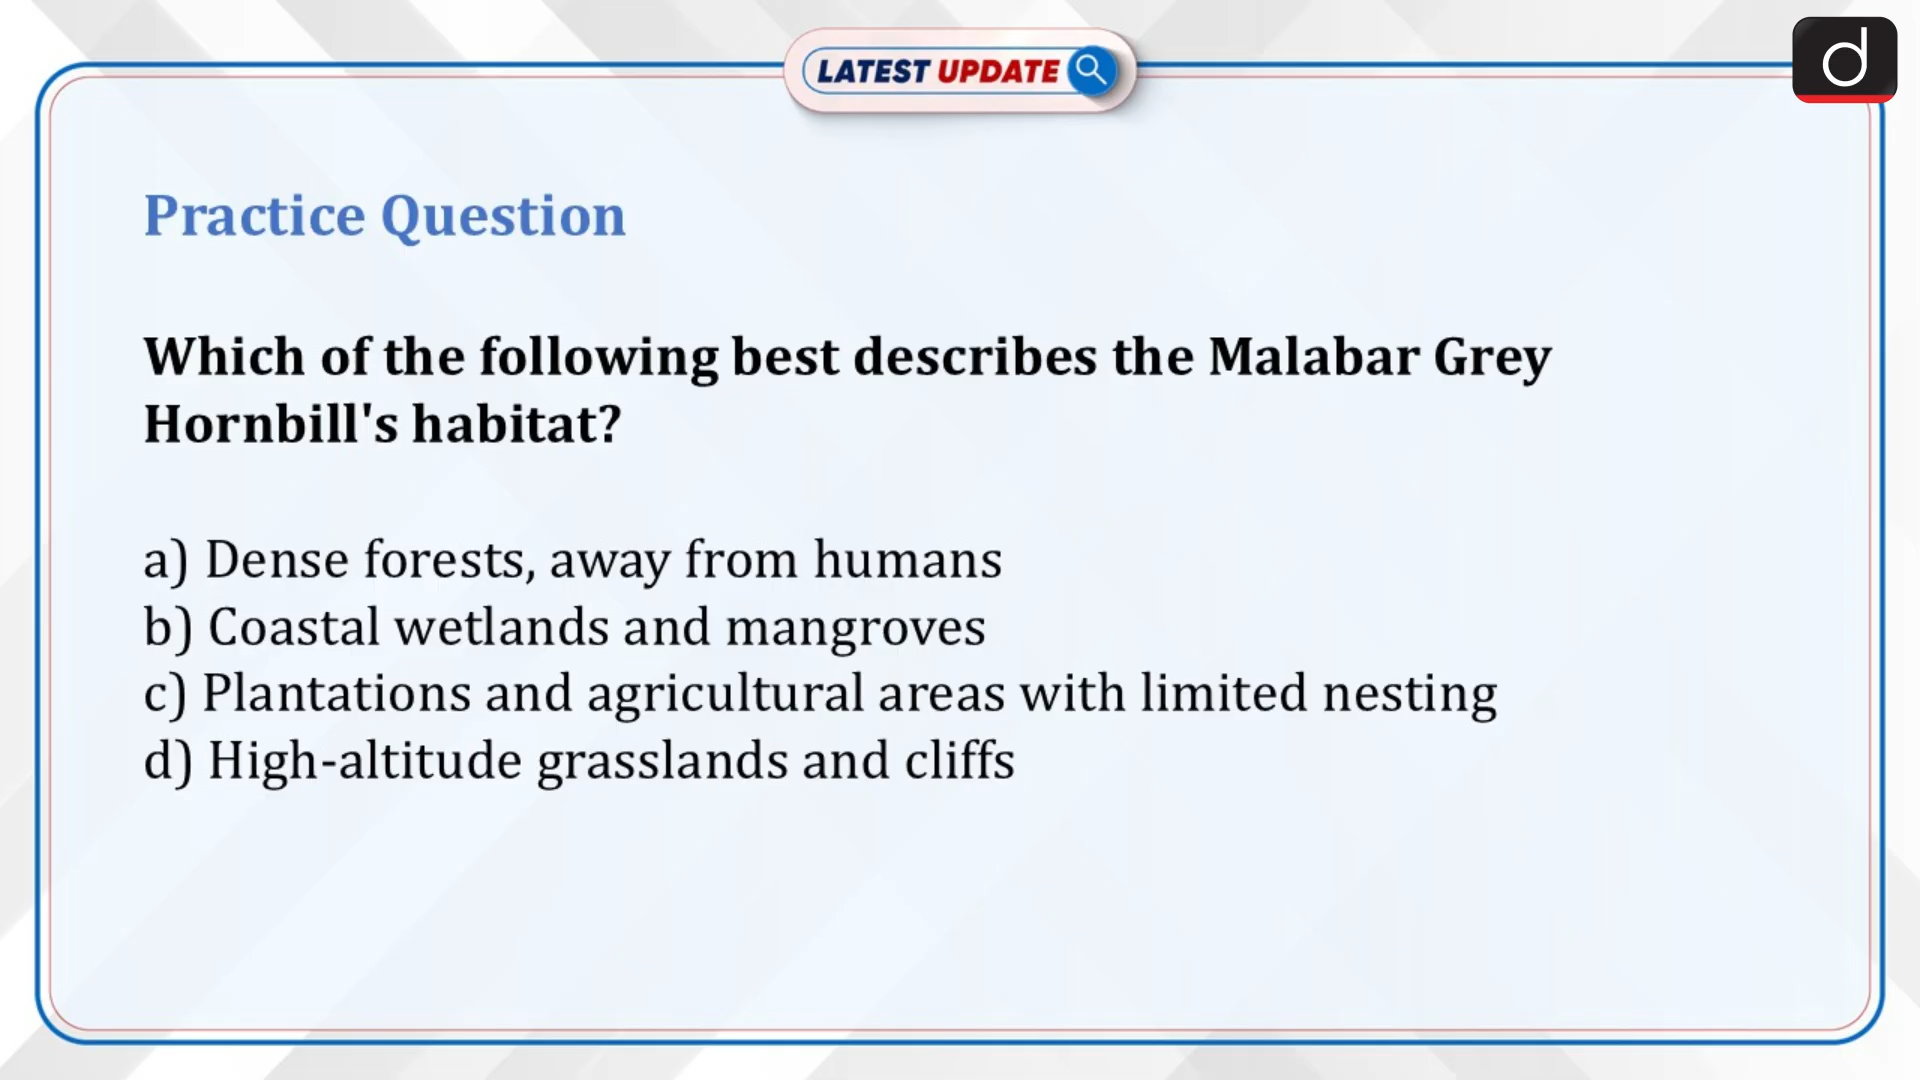 LATEST UPDATE
d
Practice Question
Which of the following best describes the Malabar Grey
Hornbill's habitat?
a) Dense forests, away from humans
b) Coastal wetlands and mangroves
c) Plantations and agricultural areas with limited nesting
d) High-altitude grasslands and cliffs